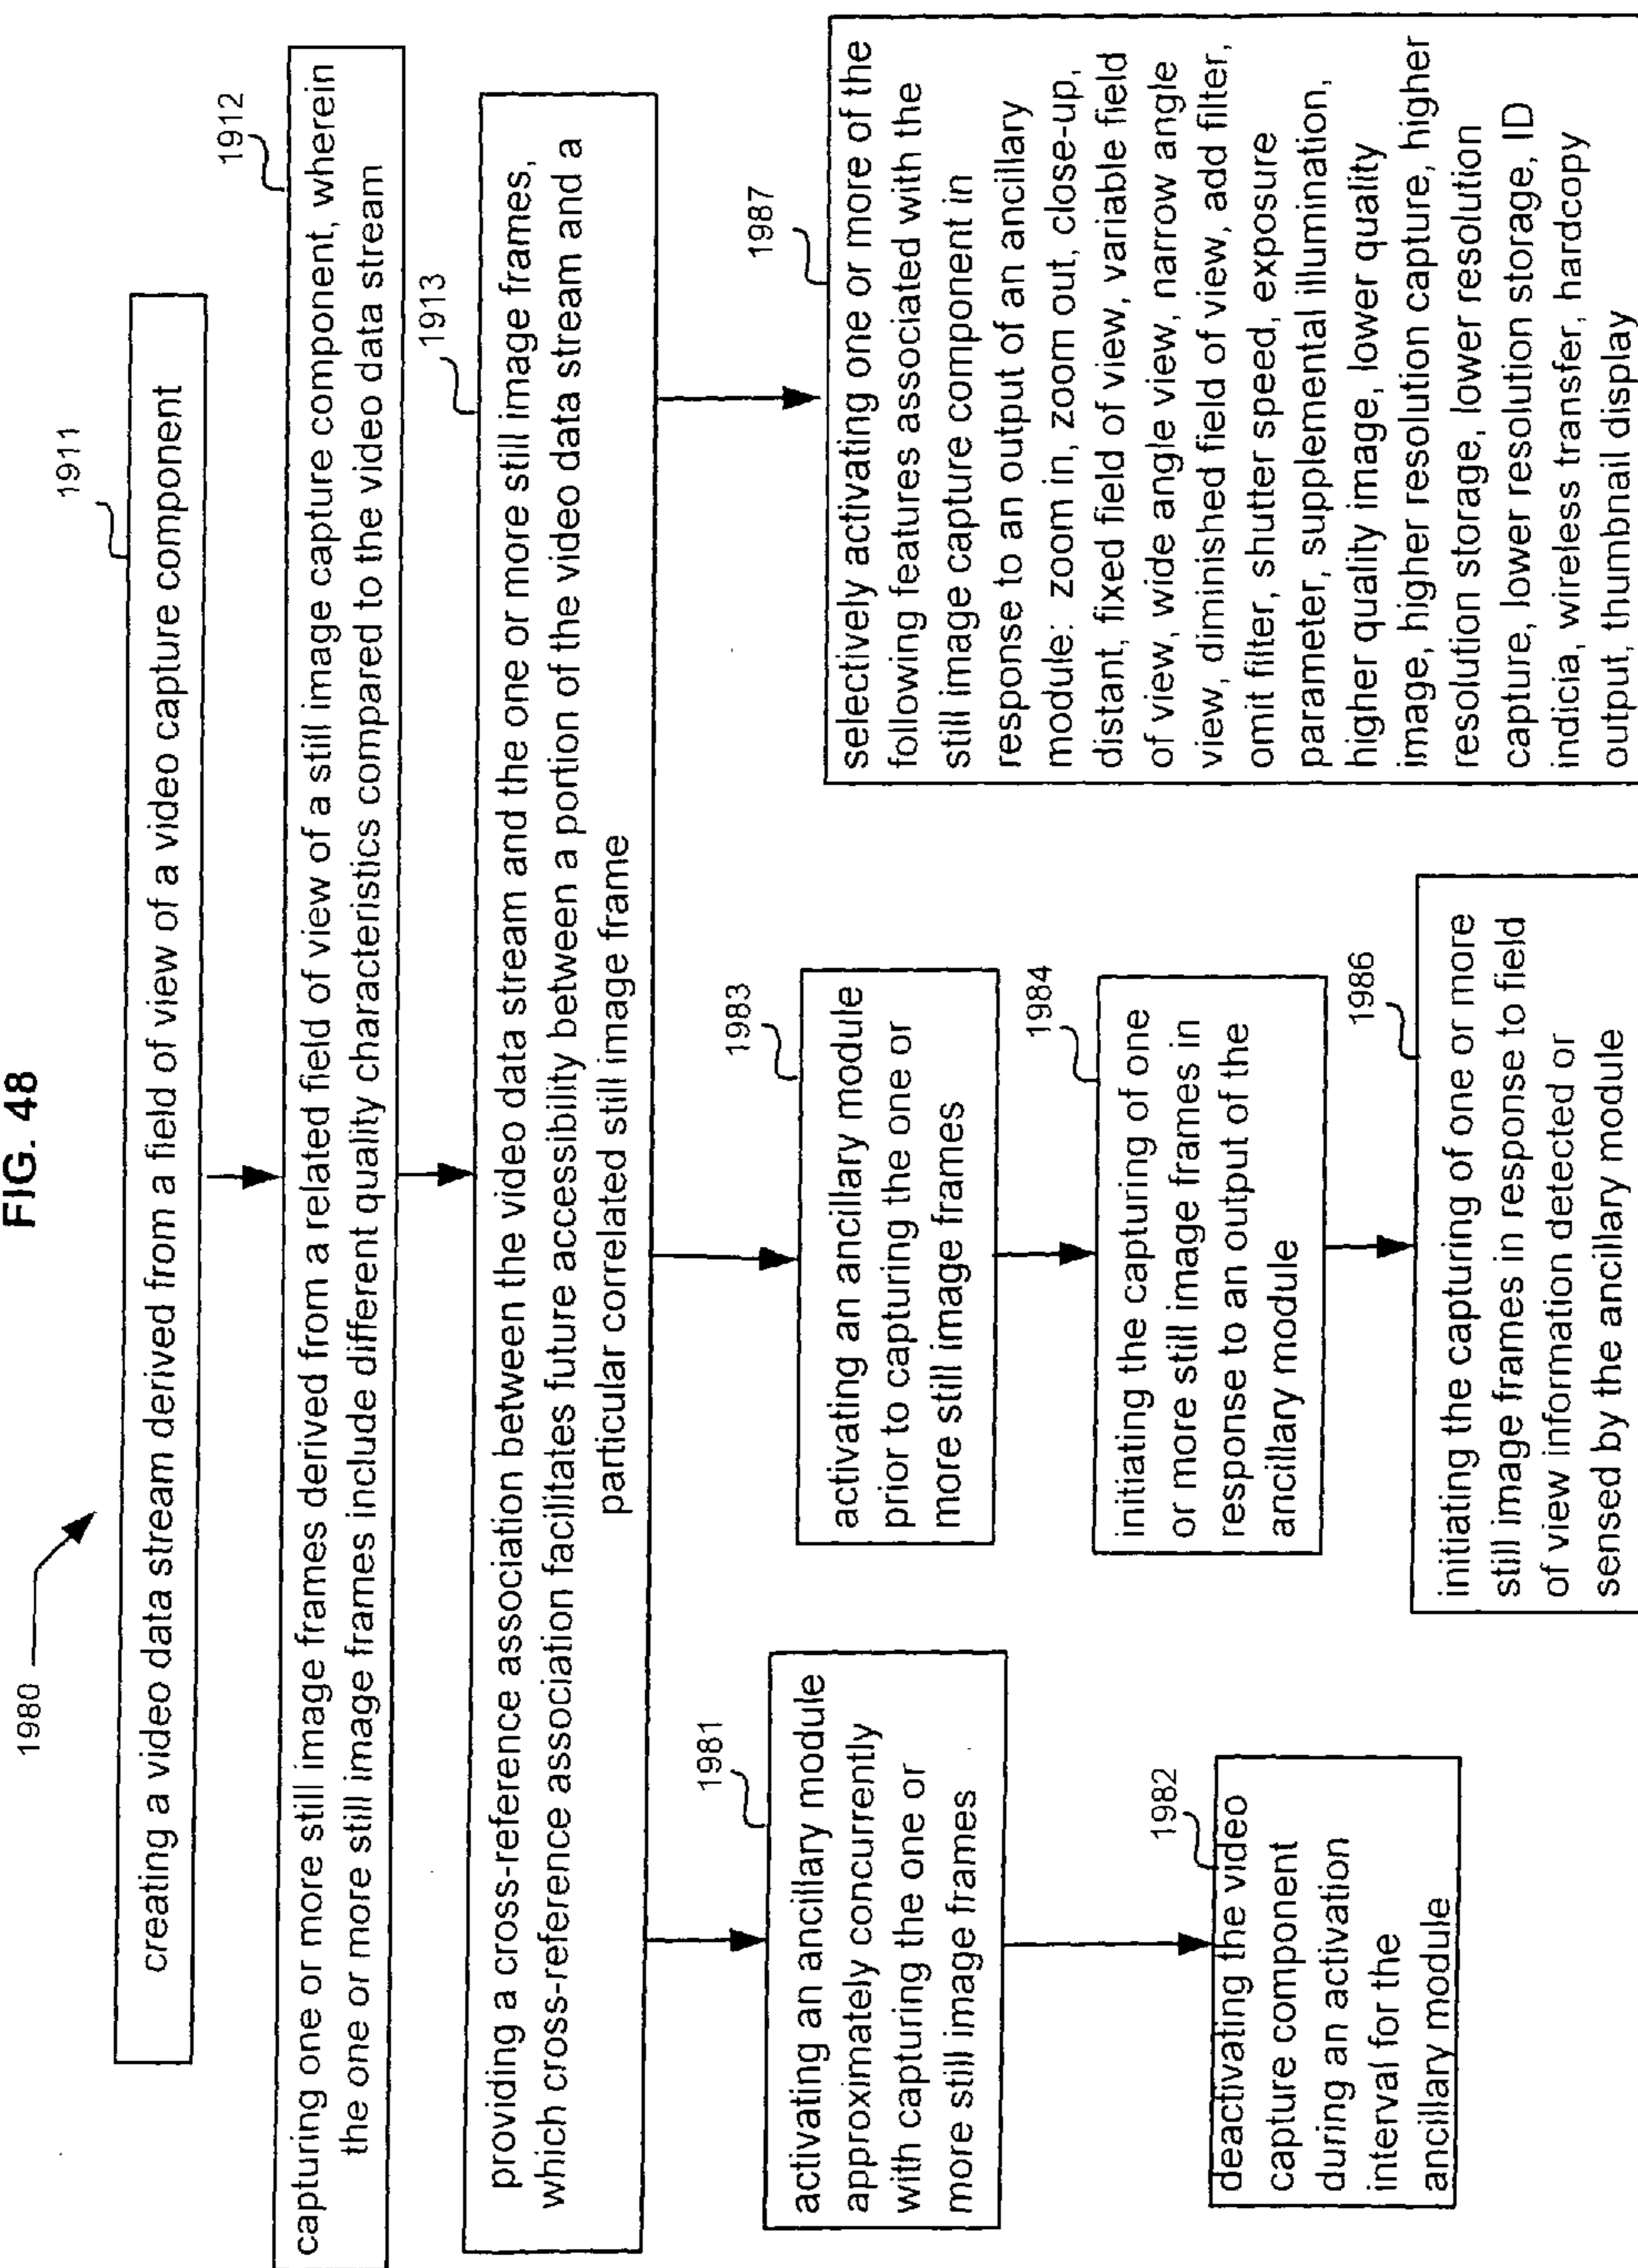 FIG. 48
1980
1911
creating a video data stream derived from a field of view of a video capture component
1912
capturing one or more still image frames derived from a related field of view of a still image capture component, wherein
the one or more still image frames include different quality characteristics compared to the video data stream
1913
providing a cross-reference association between the video data stream and the one or more still image frames,
which cross-reference association facilitates future accessibility between a portion of the video data stream and a
particular correlated still image frame
1981
activating an ancillary module
approximately concurrently
with capturing the one or
more still image frames
1982
deactivating the video
capture component
during an activation
interval for the
ancillary module
1983
activating an ancillary module
prior to capturing the one or
more still image frames
1984
initiating the capturing of one
or more still image frames in
response to an output of the
ancillary module
1986
initiating the capturing of one or more
still image frames in response to field
of view information detected or
sensed by the ancillary module
1987
selectively activating one or more of the
following features associated with the
still image capture component in
response to an output of an ancillary
module: zoom in, zoom out, close-up,
distant, fixed field of view, variable field
of view, wide angle view, narrow angle
view, diminished field of view, add filter,
omit filter, shutter speed, exposure
parameter, supplemental illumination,
higher quality image, lower quality
image, higher resolution capture, higher
resolution storage, lower resolution
capture, lower resolution storage, ID
indicia, wireless transfer, hardcopy
output, thumbnail display